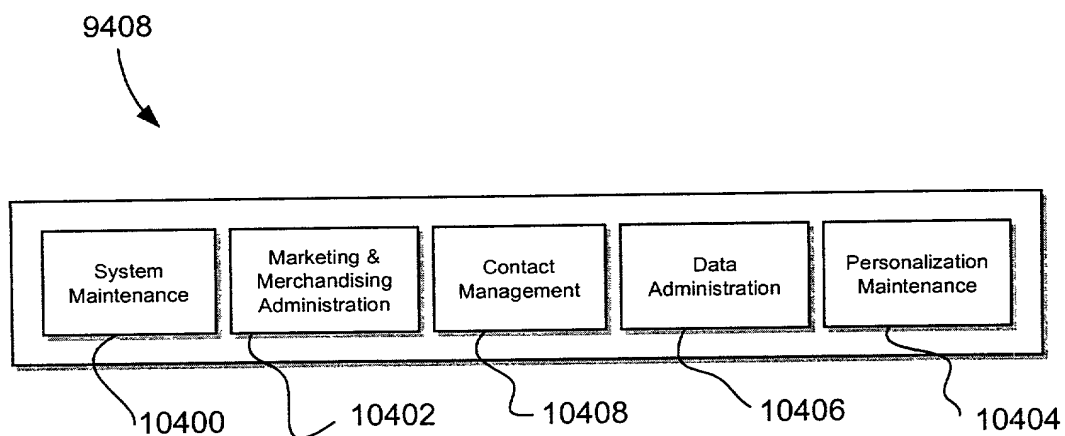 9408
System
Maintenance
Marketing &
Merchandising
Administration
Contact
Management
Data
Administration
Personalization
Maintenance
10400
10402
10408
10406
10404